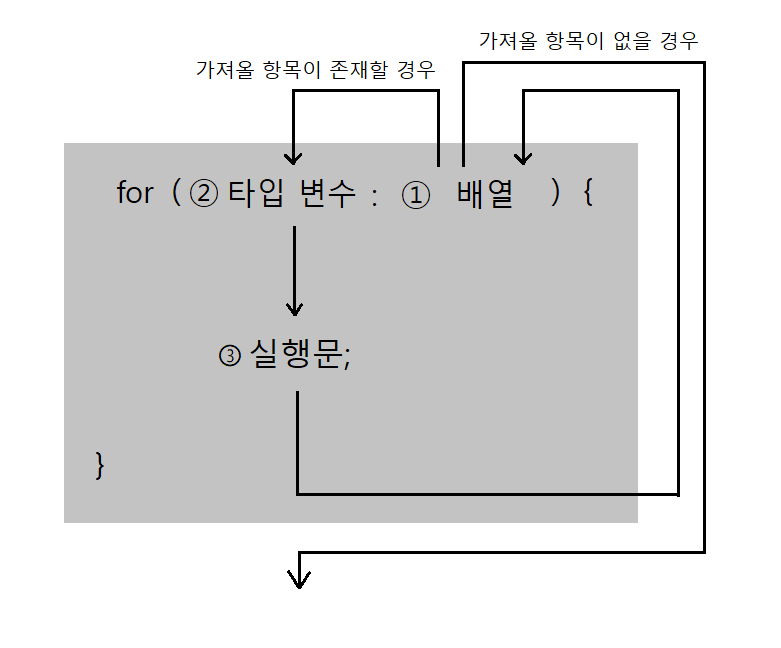 가져올 항목이 없을 경우
가져올 항목이 존재할 경우
for ( ② 타입 변수 : ① 배열 ) {
③ 실행문;
}